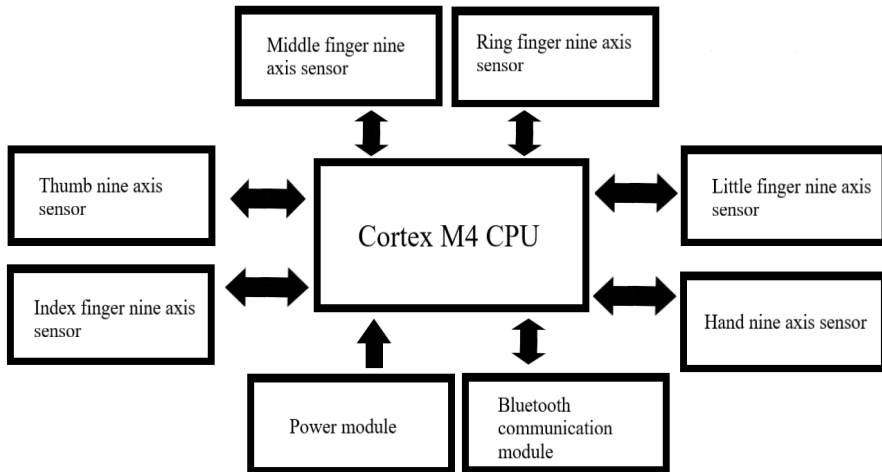 Middle finger nine
axis sensor
Ring finger nine axis
sensor
Thumb nine axis
sensor
Cortex M4 CPU
Little finger nine axis
sensor
Index finger nine axis
sensor
Hand nine axis sensor
Power module
Bluetooth
communication
module